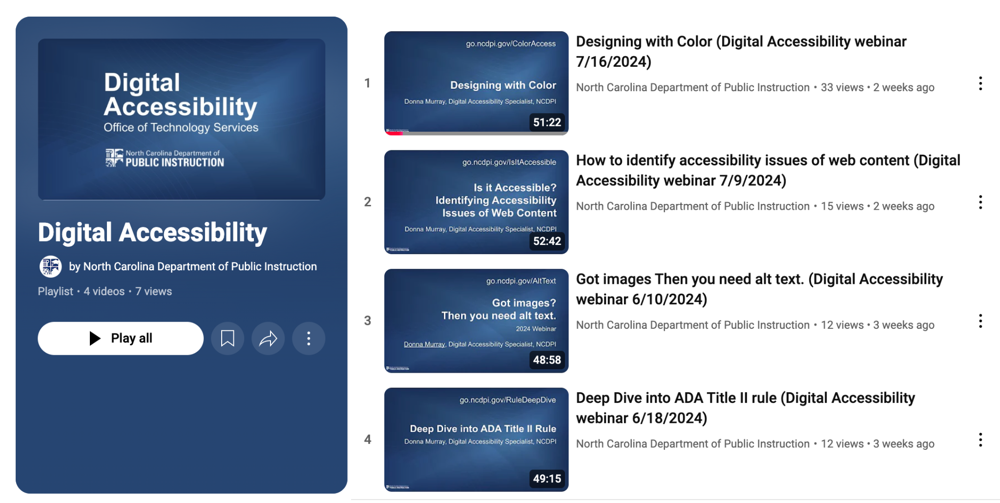 Digital
Accessibility
Office of Technology Services
North Carolina Department of
PUBLIC INSTRUCTION
Digital Accessibility
by North Carolina Department of Public Instruction
Playlist • 4 videos • 7 views
Play all
1
go.ncdpi.gov/ColorAccess
Designing with Color
Donna Murray, Digital Accessibility Specialist, NCDPI
51:22
Designing with Color (Digital Accessibility webinar
7/16/2024)
North Carolina Department of Public Instruction • 33 views • 2 weeks ago
2
go.ncdpi.gov/IsItAccessible
Is it Accessible?
Identifying Accessibility
Issues of Web Content
Donna Murray, Digital Accessibility Specialist, NCDPI
52:42
PUBLIC INSTRUCTION
How to identify accessibility issues of web content (Digital
Accessibility webinar 7/9/2024)
North Carolina Department of Public Instruction • 15 views • 2 weeks ago
3
go.ncdpi.gov/AltText
Got images?
Then you need alt text.
2024 Webinar
Donna Murray, Digital Accessibility Specialist, NCDPI
48:58
PUBLIC INSTRUCTION
Got images Then you need alt text. (Digital Accessibility
webinar 6/10/2024)
North Carolina Department of Public Instruction • 12 views • 3 weeks ago
4
go.ncdpi.gov/RuleDeepDive
Deep Dive into ADA Title II Rule
Donna Murray, Digital Accessibility Specialist, NCDPI
49:15
PUBLIC INSTRUCTION
Deep Dive into ADA Title II rule (Digital Accessibility
webinar 6/18/2024)
North Carolina Department of Public Instruction • 12 views • 3 weeks ago